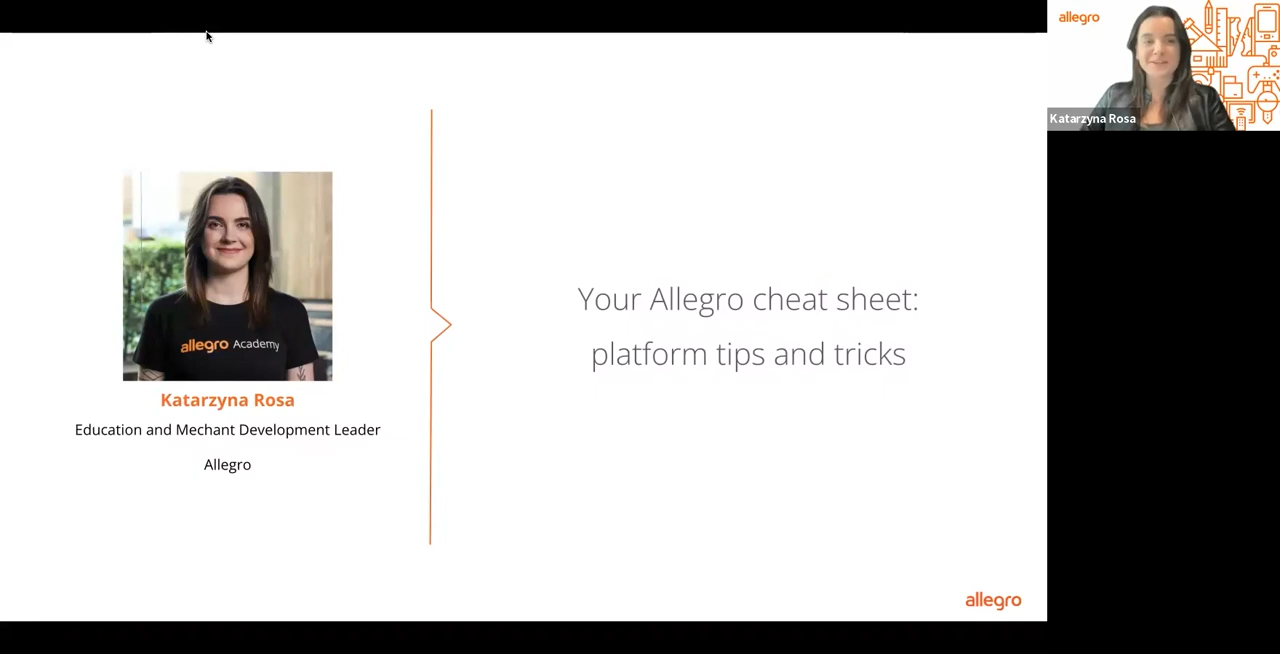 allegro Academy
Katarzyna Rosa
Education and Mechant Development Leader
Allegro
Your Allegro cheat sheet:
platform tips and tricks
allegro
allegro
Katarzyna Rosa